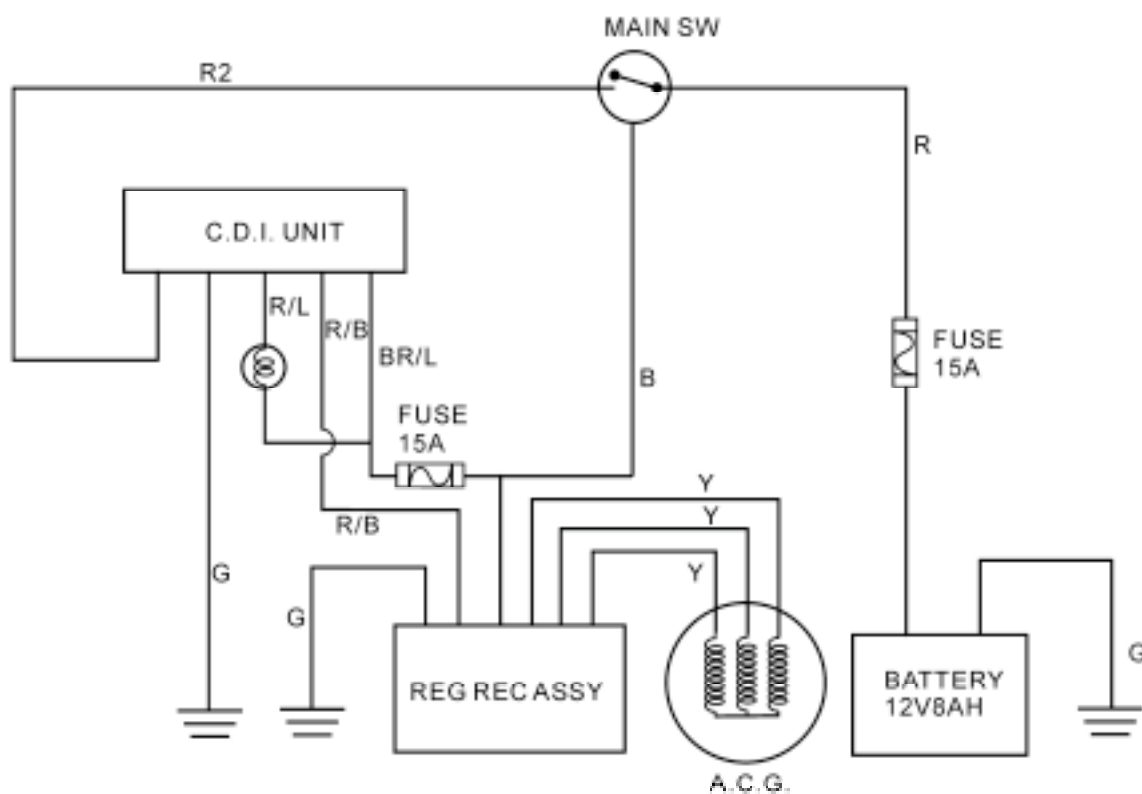 MAIN SW
R2
R
C.D.I. UNIT
R/L
R/B
BR/L
FUSE
15A
B
FUSE
15A
R/B
Y
Y
Y
G
G
G
REG REC ASSY
BATTERY
12V8AH
A.C.G.